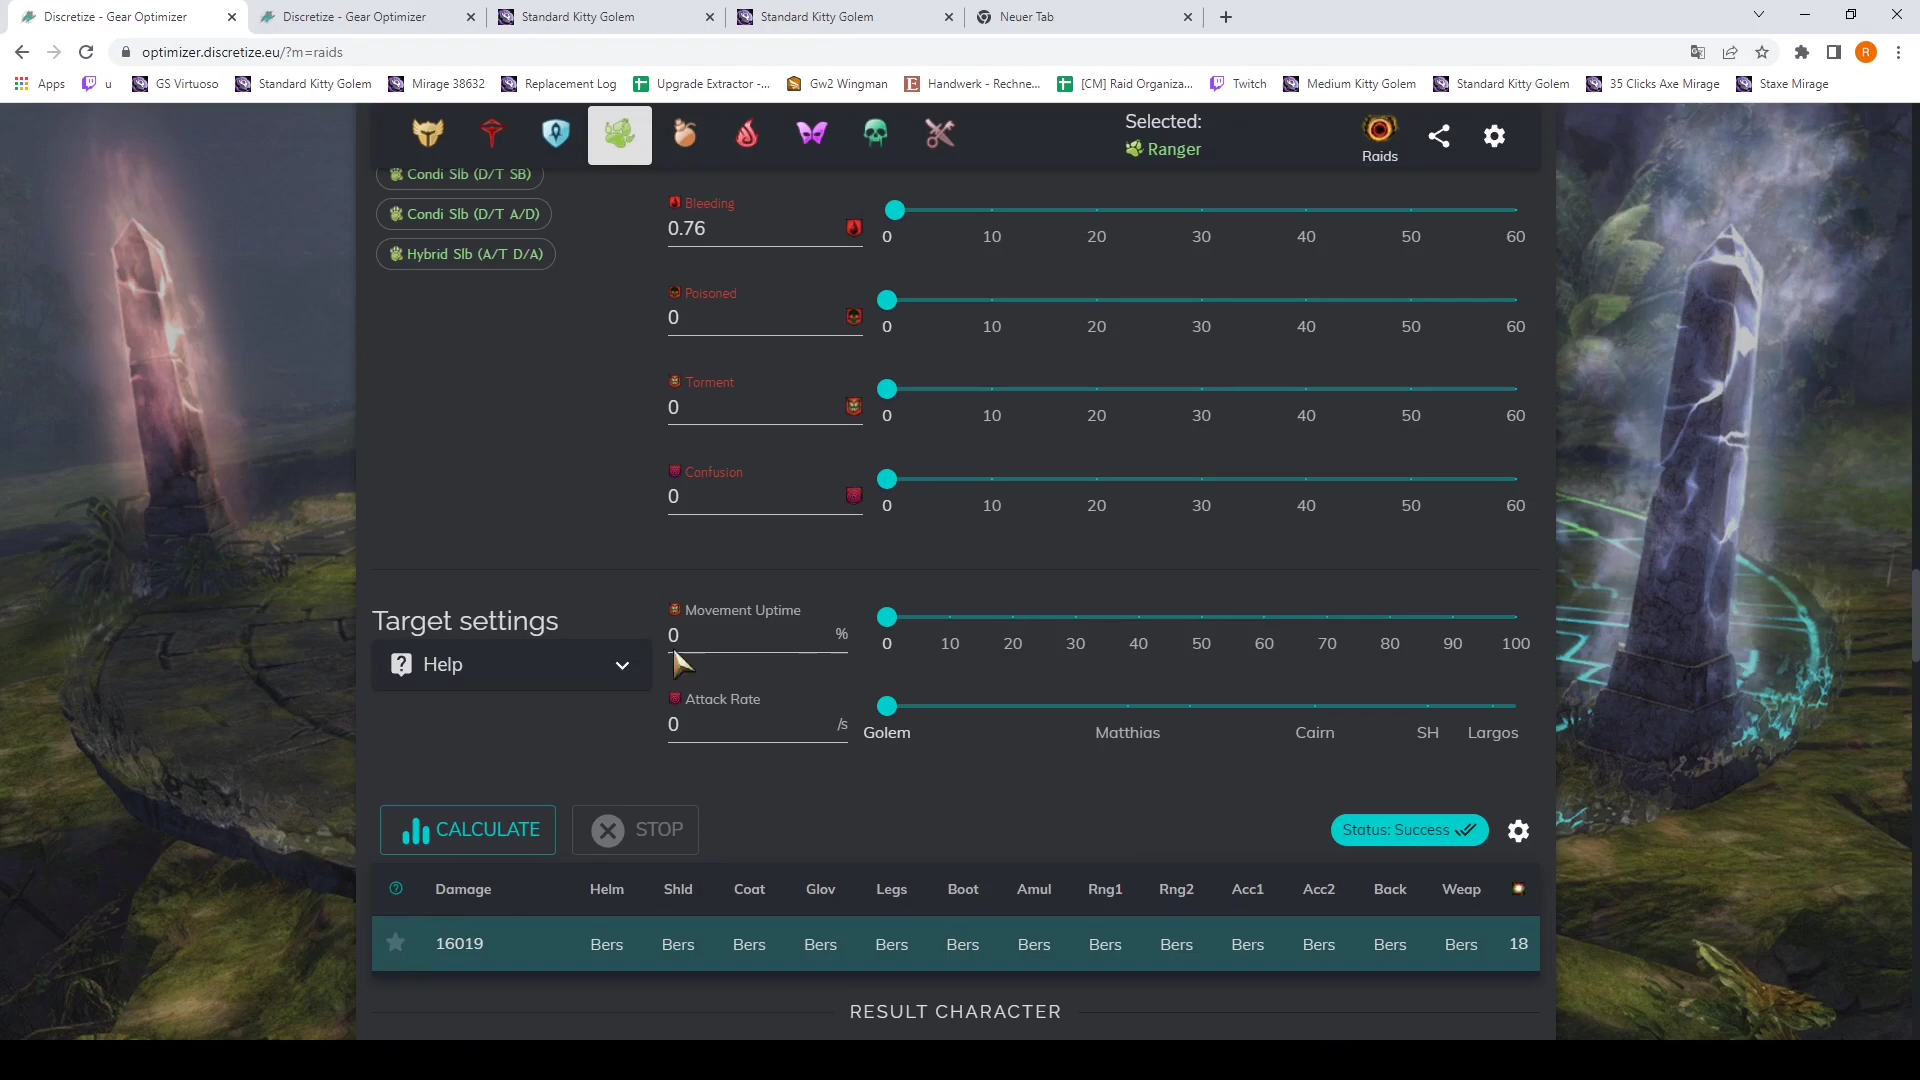 Discretize - Gear Optimizer
Discretize - Gear Optimizer
Standard Kitty Golem
Standard Kitty Golem
Neuer Tab
optimizer.discretize.eu/?m=raids
R
Apps
u
GS Virtuoso
Standard Kitty Golem
Mirage 38632
Replacement Log
Upgrade Extractor -...
Gw2 Wingman
Handwerk - Rechne...
[CM] Raid Organiza...
Twitch
Medium Kitty Golem
Standard Kitty Golem
35 Clicks Axe Mirage
Staxe Mirage
Selected:
Ranger
Raids
Condi Slb (D/T SB)
Condi Slb (D/T A/D)
Hybrid Slb (A/T D/A)
Bleeding
0.76
0 10 20 30 40 50 60
Poisoned
0
0 10 20 30 40 50 60
Torment
0
0 10 20 30 40 50 60
Confusion
0
0 10 20 30 40 50 60
Target settings
Help
Movement Uptime
0 %
0 10 20 30 40 50 60 70 80 90 100
Attack Rate
0 /s
Golem Matthias Cairn SH Largos
CALCULATE
STOP
Status: Success
Damage Helm Shld Coat Glov Legs Boot Amul Rng1 Rng2 Acc1 Acc2 Back Weap
16019 Bers Bers Bers Bers Bers Bers Bers Bers Bers Bers Bers Bers Bers 18
RESULT CHARACTER